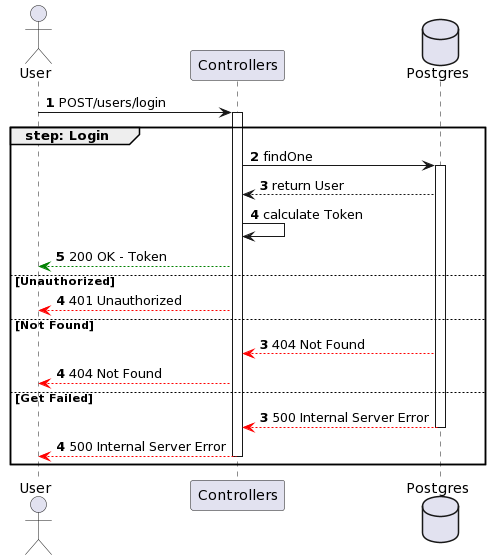 User
Controllers
Postgres
1 POST/users/login
step: Login
2 findOne
3 return User
4 calculate Token
5 200 OK - Token
[Unauthorized]
4 401 Unauthorized
[Not Found]
3 404 Not Found
4 404 Not Found
[Get Failed]
3 500 Internal Server Error
4 500 Internal Server Error
User
Controllers
Postgres